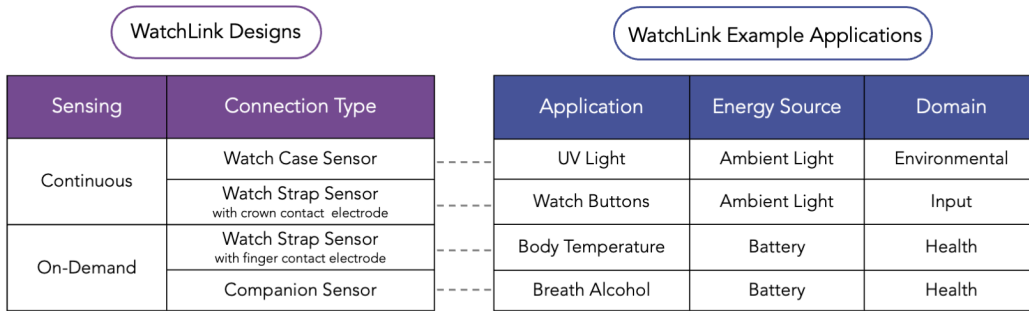 WatchLink Designs
WatchLink Example Applications
Sensing Connection Type
Application Energy Source Domain
Continuous
Watch Case Sensor
UV Light Ambient Light Environmental
Watch Strap Sensor
with crown contact electrode
Watch Buttons Ambient Light Input
On-Demand
Watch Strap Sensor
with finger contact electrode
Body Temperature Battery Health
Companion Sensor
Breath Alcohol Battery Health